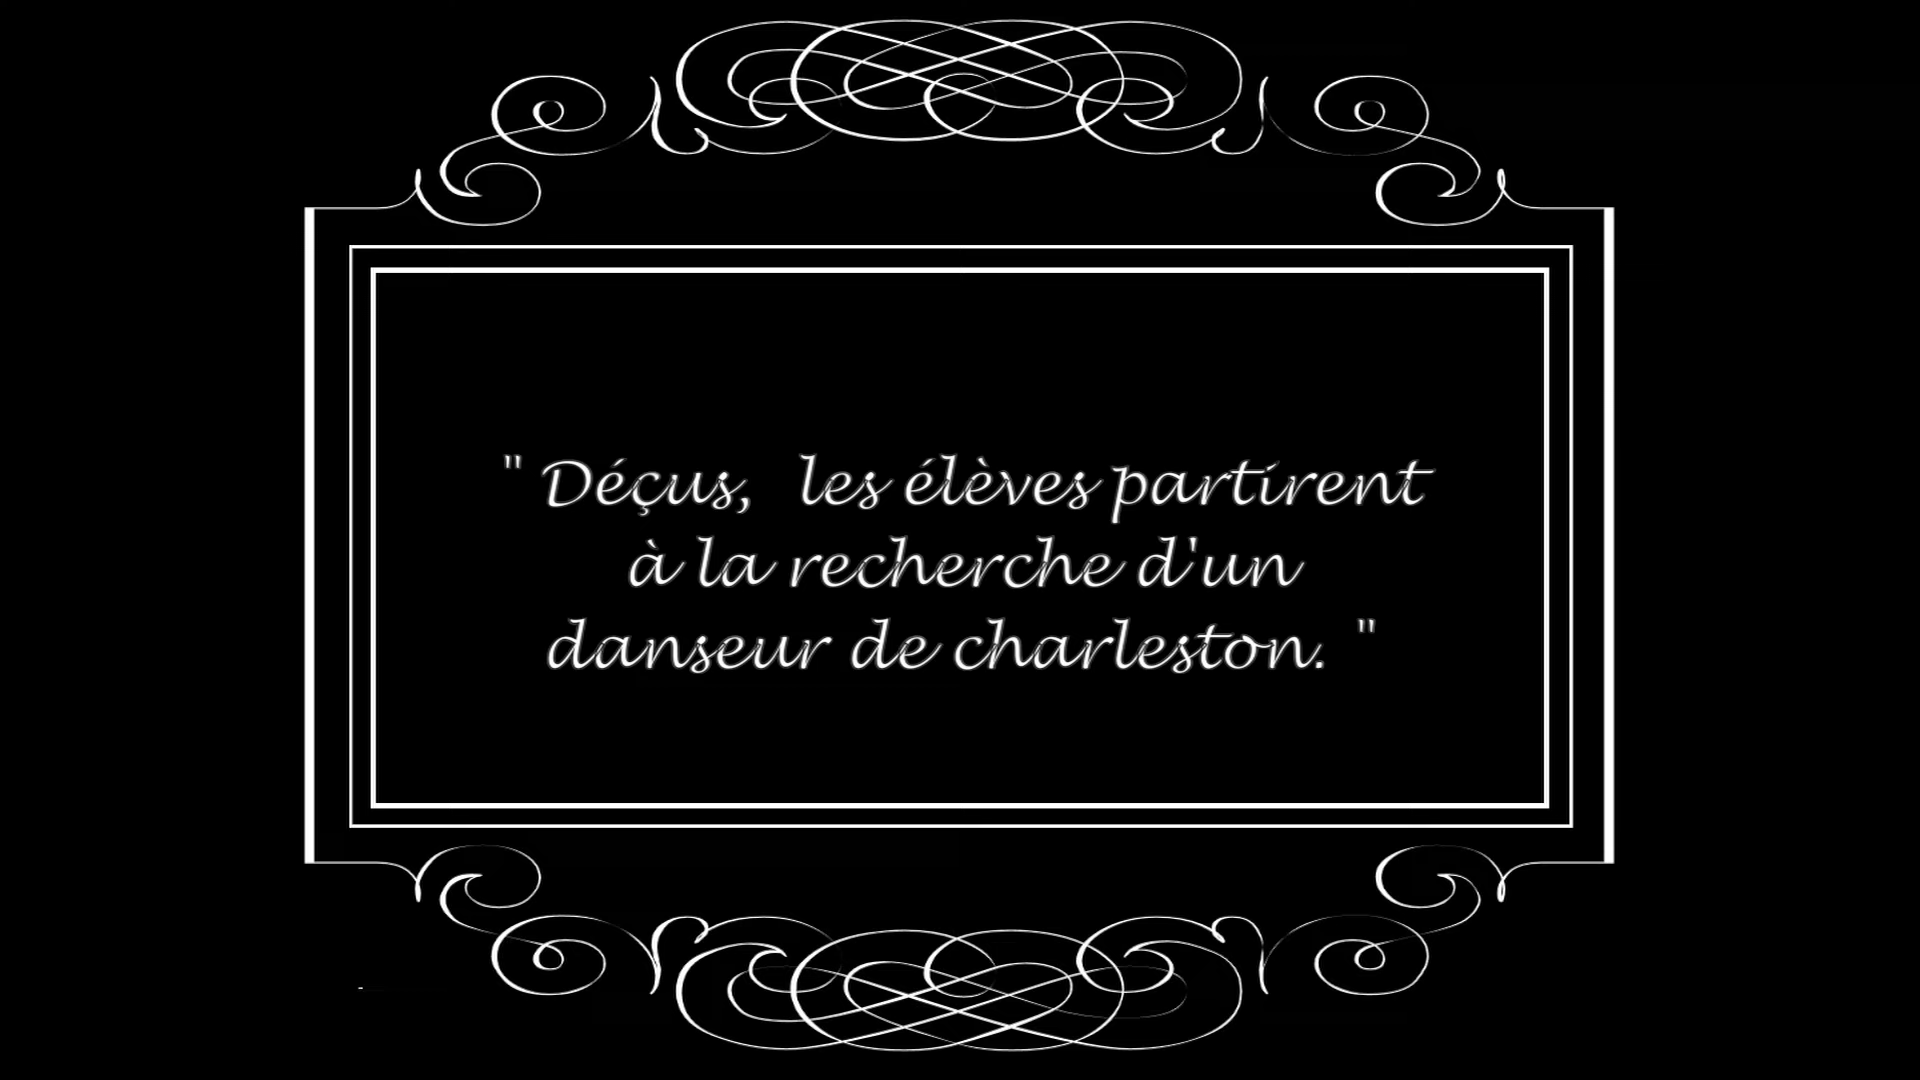 " Déçus, les élèves partirent
à la recherche d'un
danseur de charleston. "